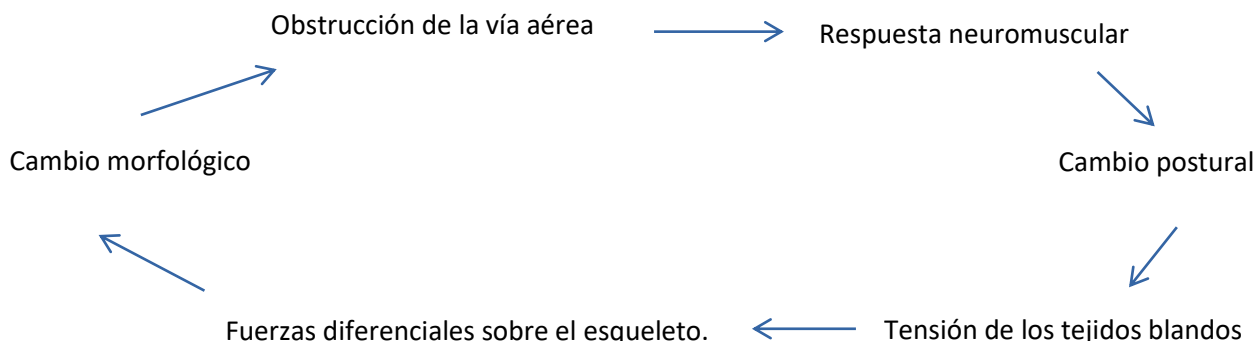 Obstrucción de la vía aérea
Respuesta neuromuscular
Cambio postural
Tensión de los tejidos blandos
Fuerzas diferenciales sobre el esqueleto.
Cambio morfológico